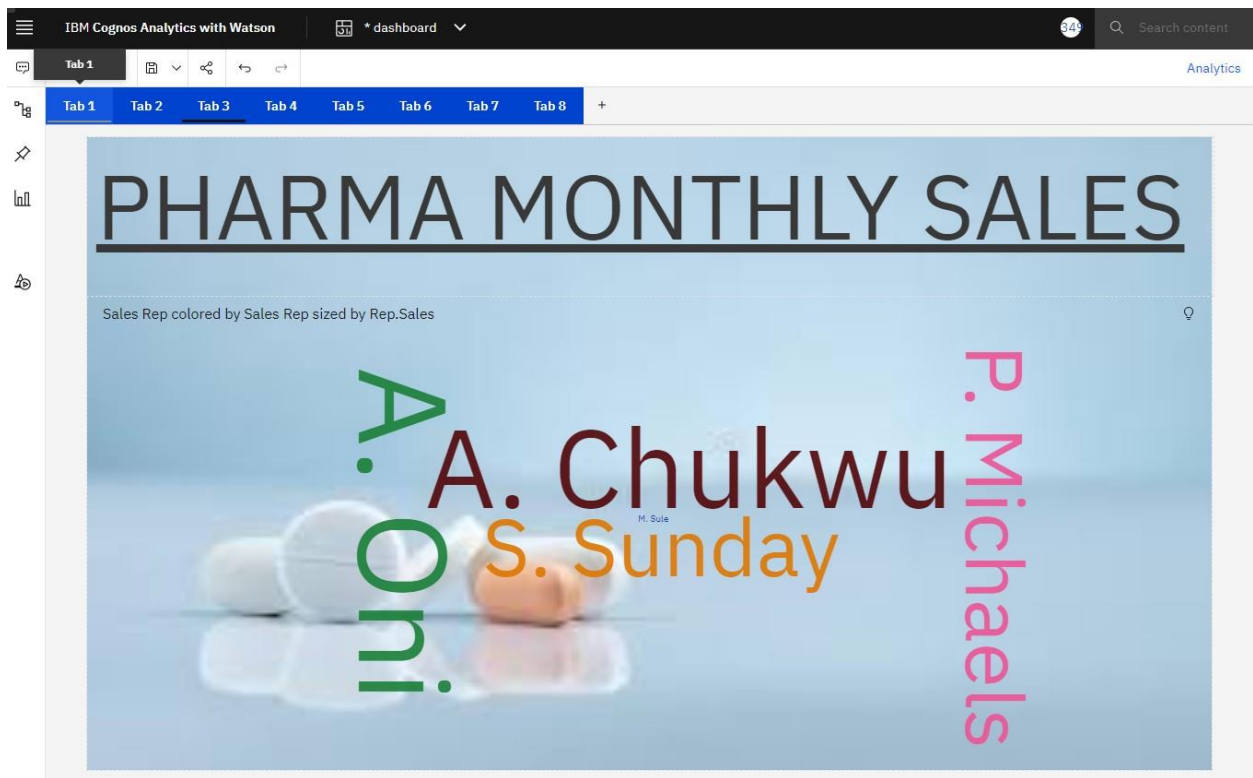 IBM Cognos Analytics with Watson
* dashboard
349
Search content
Tab 1
Analytics
Tab 1
Tab 2
Tab 3
Tab 4
Tab 5
Tab 6
Tab 7
Tab 8
+
PHARMA MONTHLY SALES
Sales Rep colored by Sales Rep sized by Rep.Sales
A. Oni.
A. Chukwu
M. Sule
S. Sunday
P. Michaels